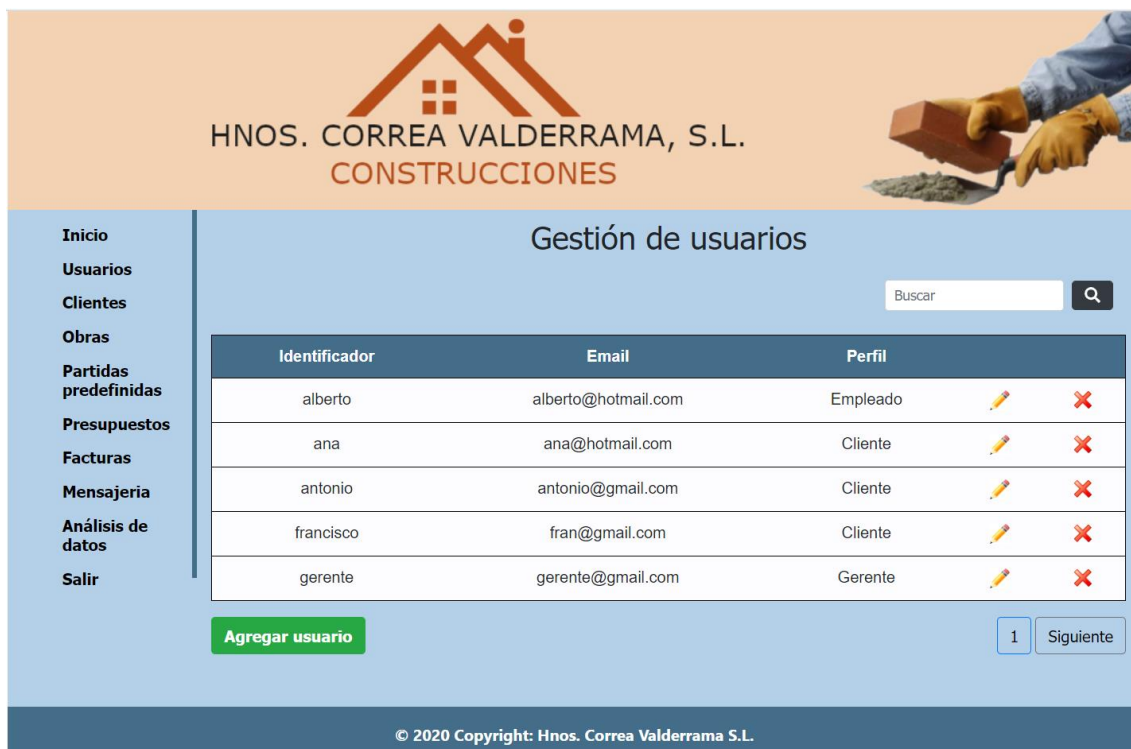 HNOS. CORREA VALDERRAMA, S.L.
CONSTRUCCIONES
Inicio
Usuarios
Clientes
Obras
Partidas
predefinidas
Presupuestos
Facturas
Mensajeria
Análisis de
datos
Salir
Gestión de usuarios
Buscar
Identificador Email Perfil
alberto alberto@hotmail.com Empleado
ana ana@hotmail.com Cliente
antonio antonio@gmail.com Cliente
francisco fran@gmail.com Cliente
gerente gerente@gmail.com Gerente
Agregar usuario
1 Siguiente
© 2020 Copyright: Hnos. Correa Valderrama S.L.